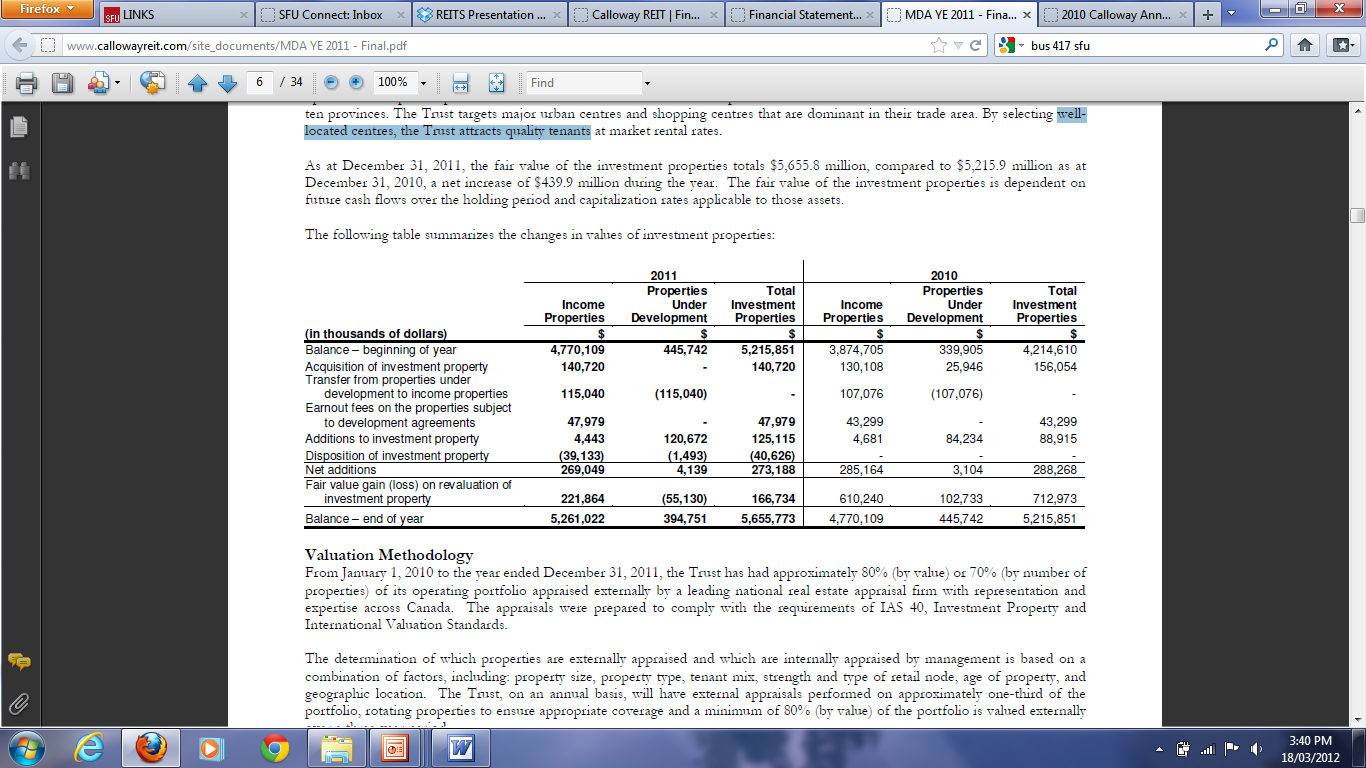 Firefox
SFU LINKS
SFU Connect: Inbox
REITS Presentation ...
Calloway REIT | Fin...
Financial Statement...
MDA YE 2011 - Fina...
2010 Calloway Ann...
www.callowayreit.com/site_documents/MDA YE 2011 - Final.pdf
bus 417 sfu
6 / 34
100%
Find
ten provinces. The Trust targets major urban centres and shopping centres that are dominant in their trade area. By selecting well-
located centres, the Trust attracts quality tenants at market rental rates.
As at December 31, 2011, the fair value of the investment properties totals $5,655.8 million, compared to $5,215.9 million as at
December 31, 2010, a net increase of $439.9 million during the year. The fair value of the investment properties is dependent on
future cash flows over the holding period and capitalization rates applicable to those assets.
The following table summarizes the changes in values of investment properties:
2011 2010
Properties Total Properties Total
Income Under Investment Income Under Investment
Properties Development Properties Properties Development Properties
(in thousands of dollars) $ $ $ $ $ $
Balance – beginning of year 4,770,109 445,742 5,215,851 3,874,705 339,905 4,214,610
Acquisition of investment property 140,720 - 140,720 130,108 25,946 156,054
Transfer from properties under
development to income properties 115,040 (115,040) - 107,076 (107,076) -
Earnout fees on the properties subject
to development agreements 47,979 - 47,979 43,299 - 43,299
Additions to investment property 4,443 120,672 125,115 4,681 84,234 88,915
Disposition of investment property (39,133) (1,493) (40,626) - - -
Net additions 269,049 4,139 273,188 285,164 3,104 288,268
Fair value gain (loss) on revaluation of
investment property 221,864 (55,130) 166,734 610,240 102,733 712,973
Balance – end of year 5,261,022 394,751 5,655,773 4,770,109 445,742 5,215,851
Valuation Methodology
From January 1, 2010 to the year ended December 31, 2011, the Trust has had approximately 80% (by value) or 70% (by number of
properties) of its operating portfolio appraised externally by a leading national real estate appraisal firm with representation and
expertise across Canada. The appraisals were prepared to comply with the requirements of IAS 40, Investment Property and
International Valuation Standards.
The determination of which properties are externally appraised and which are internally appraised by management is based on a
combination of factors, including: property size, property type, tenant mix, strength and type of retail node, age of property, and
geographic location. The Trust, on an annual basis, will have external appraisals performed on approximately one-third of the
portfolio, rotating properties to ensure appropriate coverage and a minimum of 80% (by value) of the portfolio is valued externally
3:40 PM
18/03/2012